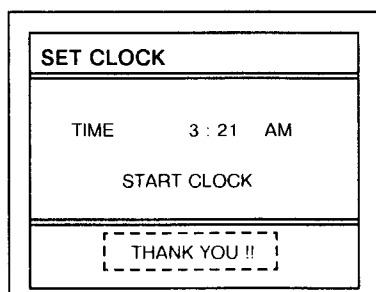 SET CLOCK
TIME 3 : 21 AM
START CLOCK
THANK YOU !!